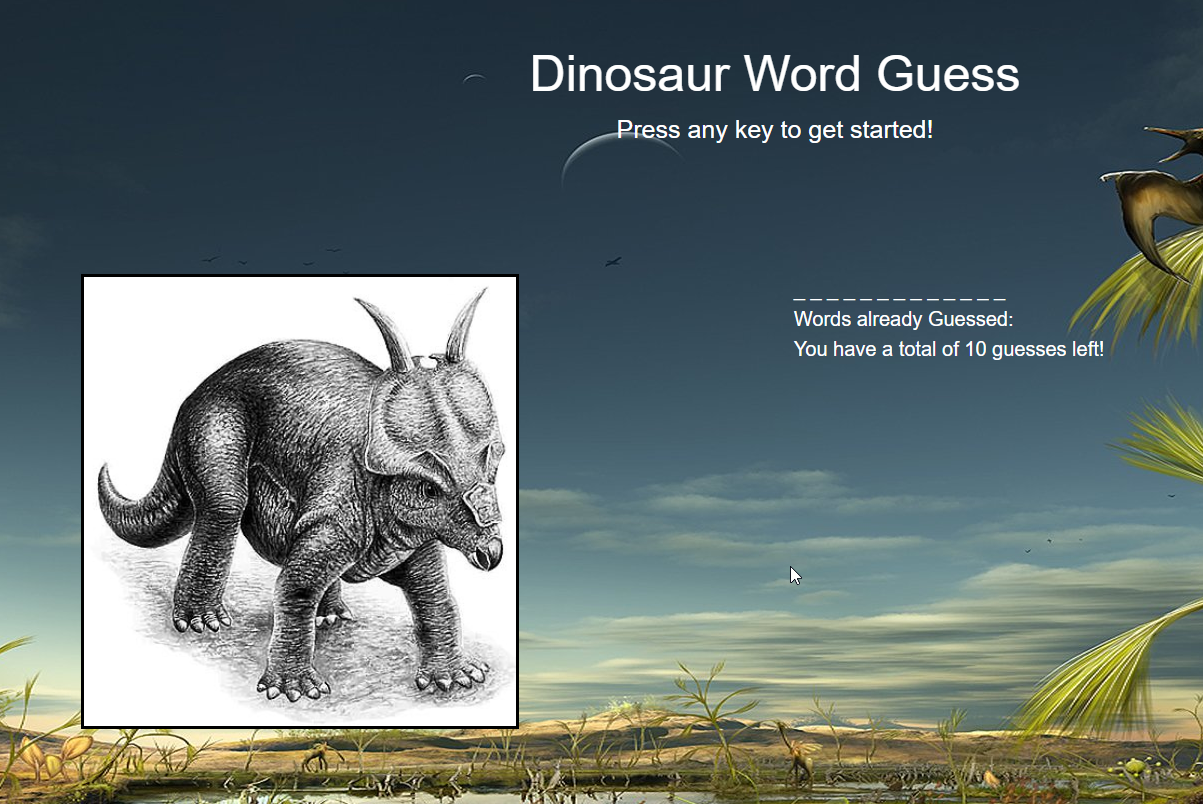 Dinosaur Word Guess
Press any key to get started!
_ _ _ _ _ _ _ _ _ _ _ _ _
Words already Guessed:
You have a total of 10 guesses left!